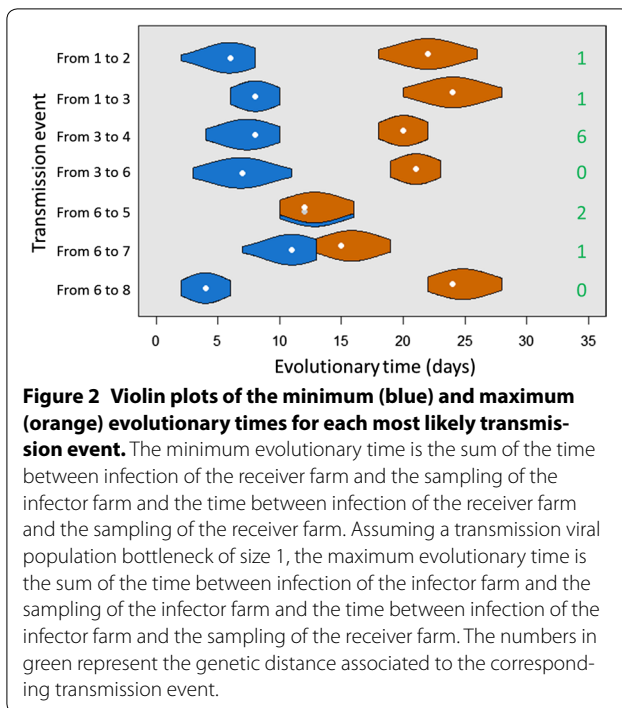 From 1 to 2
1
From 1 to 3
1
From 3 to 4
6
From 3 to 6
0
From 6 to 5
2
From 6 to 7
1
From 6 to 8
0
Transmission event
0 5 10 15 20 25 30 35
Evolutionary time (days)
Figure 2 Violin plots of the minimum (blue) and maximum
(orange) evolutionary times for each most likely transmis-
sion event. The minimum evolutionary time is the sum of the time
between infection of the receiver farm and the sampling of the
infector farm and the time between infection of the receiver farm
and the sampling of the receiver farm. Assuming a transmission viral
population bottleneck of size 1, the maximum evolutionary time is
the sum of the time between infection of the infector farm and the
sampling of the infector farm and the time between infection of the
infector farm and the sampling of the receiver farm. The numbers in
green represent the genetic distance associated to the correspond-
ing transmission event.